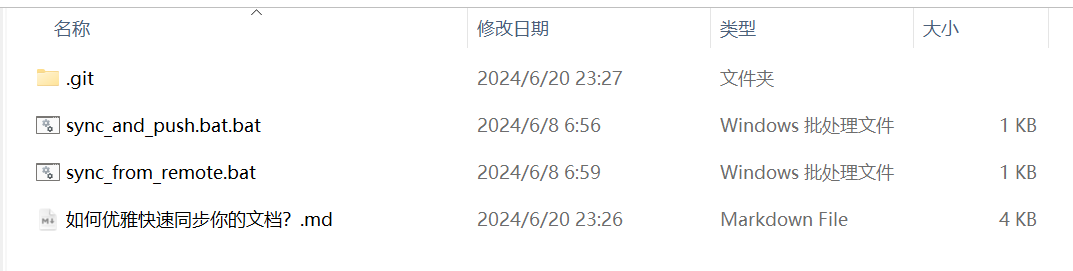 名称 修改日期 类型 大小
.git 2024/6/20 23:27 文件夹
sync_and_push.bat.bat 2024/6/8 6:56 Windows 批处理文件 1 KB
sync_from_remote.bat 2024/6/8 6:59 Windows 批处理文件 1 KB
如何优雅快速同步你的文档？.md 2024/6/20 23:26 Markdown File 4 KB